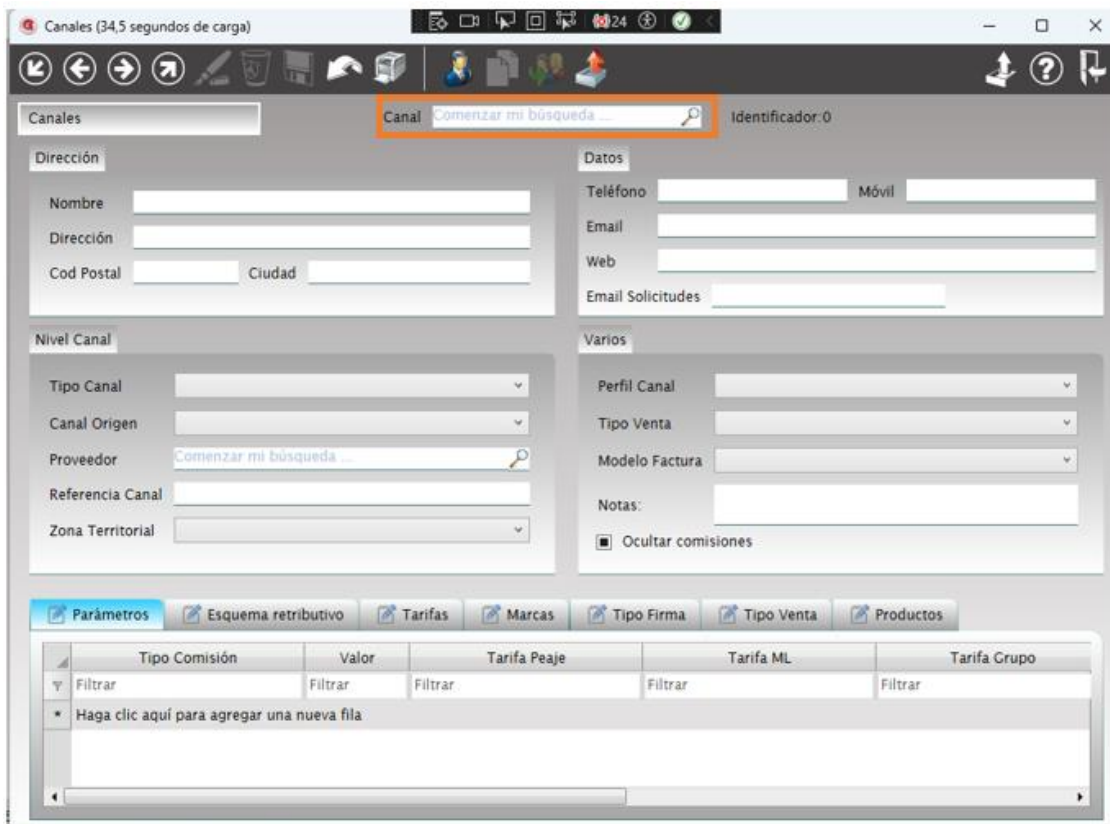 Canales (34,5 segundos de carga)
24
Canales
Canal Comenzar mi búsqueda ... Identificador:0
Dirección
Nombre
Dirección
Cod Postal Ciudad
Datos
Teléfono Móvil
Email
Web
Email Solicitudes
Nivel Canal
Tipo Canal
Canal Origen
Proveedor Comenzar mi búsqueda ...
Referencia Canal
Zona Territorial
Varios
Perfil Canal
Tipo Venta
Modelo Factura
Notas:
Ocultar comisiones
Parámetros Esquema retributivo Tarifas Marcas Tipo Firma Tipo Venta Productos
Tipo Comisión Valor Tarifa Peaje Tarifa ML Tarifa Grupo
Filtrar Filtrar Filtrar Filtrar Filtrar
Haga clic aquí para agregar una nueva fila